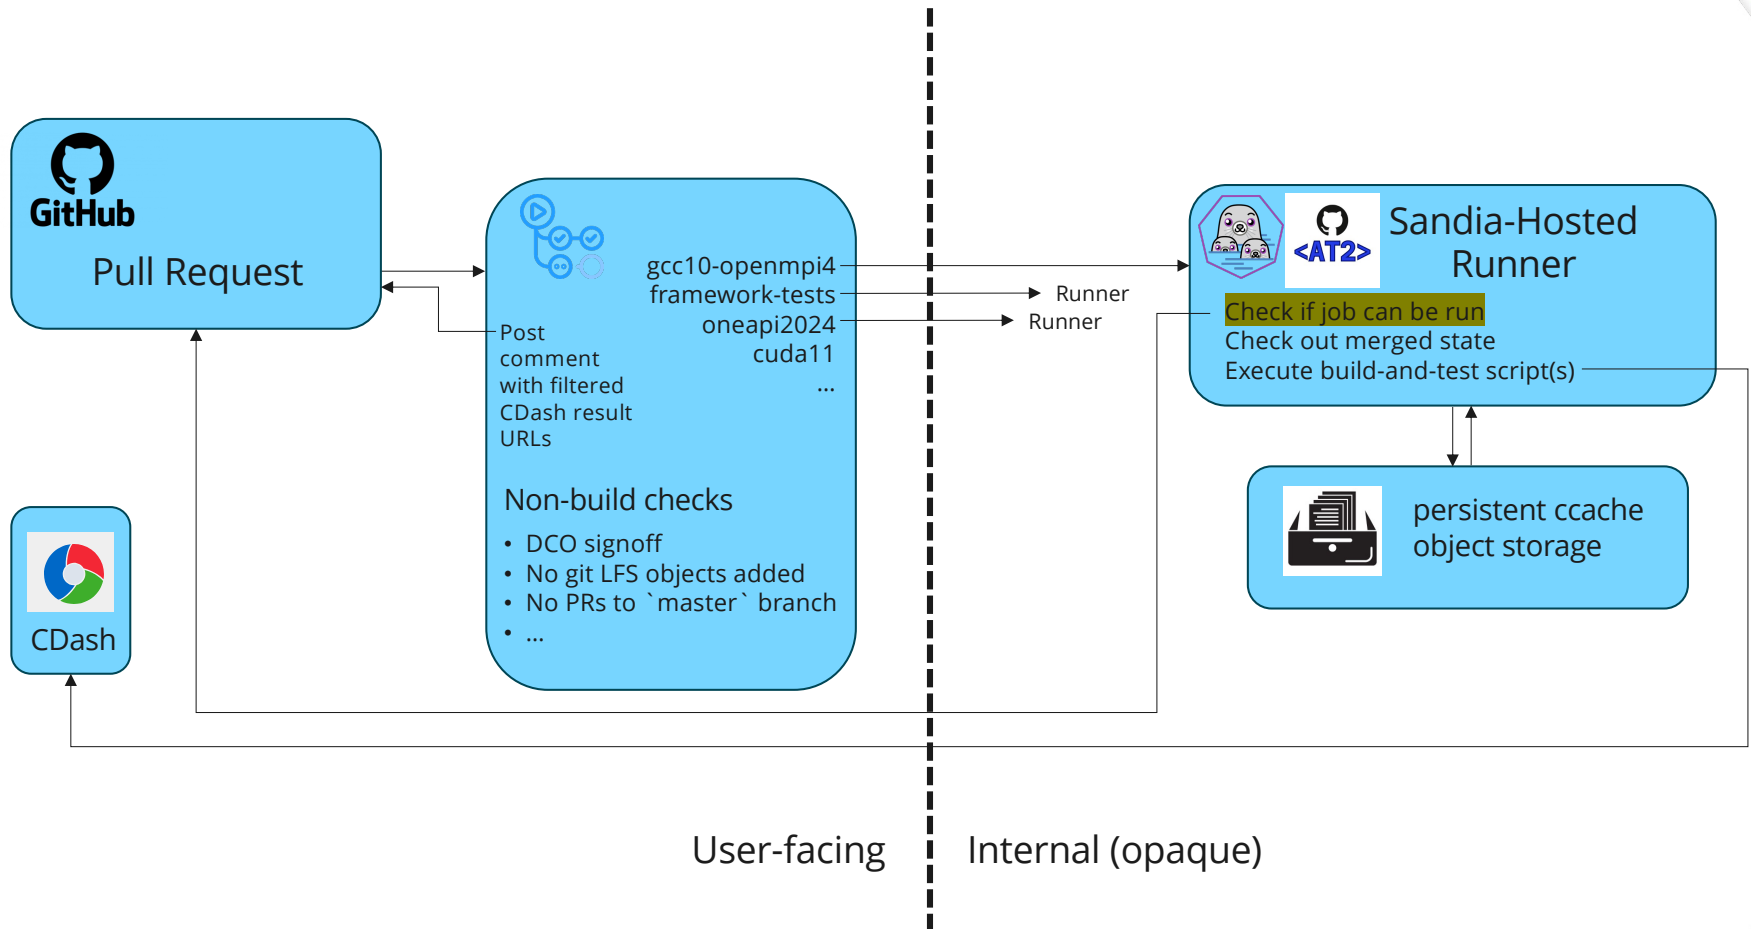 GitHub
Pull Request
gcc10-openmpi4
framework-tests
oneapi2024
cuda11
...
Post
comment
with filtered
CDash result
URLs
Non-build checks
• DCO signoff
• No git LFS objects added
• No PRs to `master` branch
• ...
CDash
Runner
Runner
<AT2>
Sandia-Hosted
Runner
Check if job can be run
Check out merged state
Execute build-and-test script(s)
persistent ccache
object storage
User-facing
Internal (opaque)